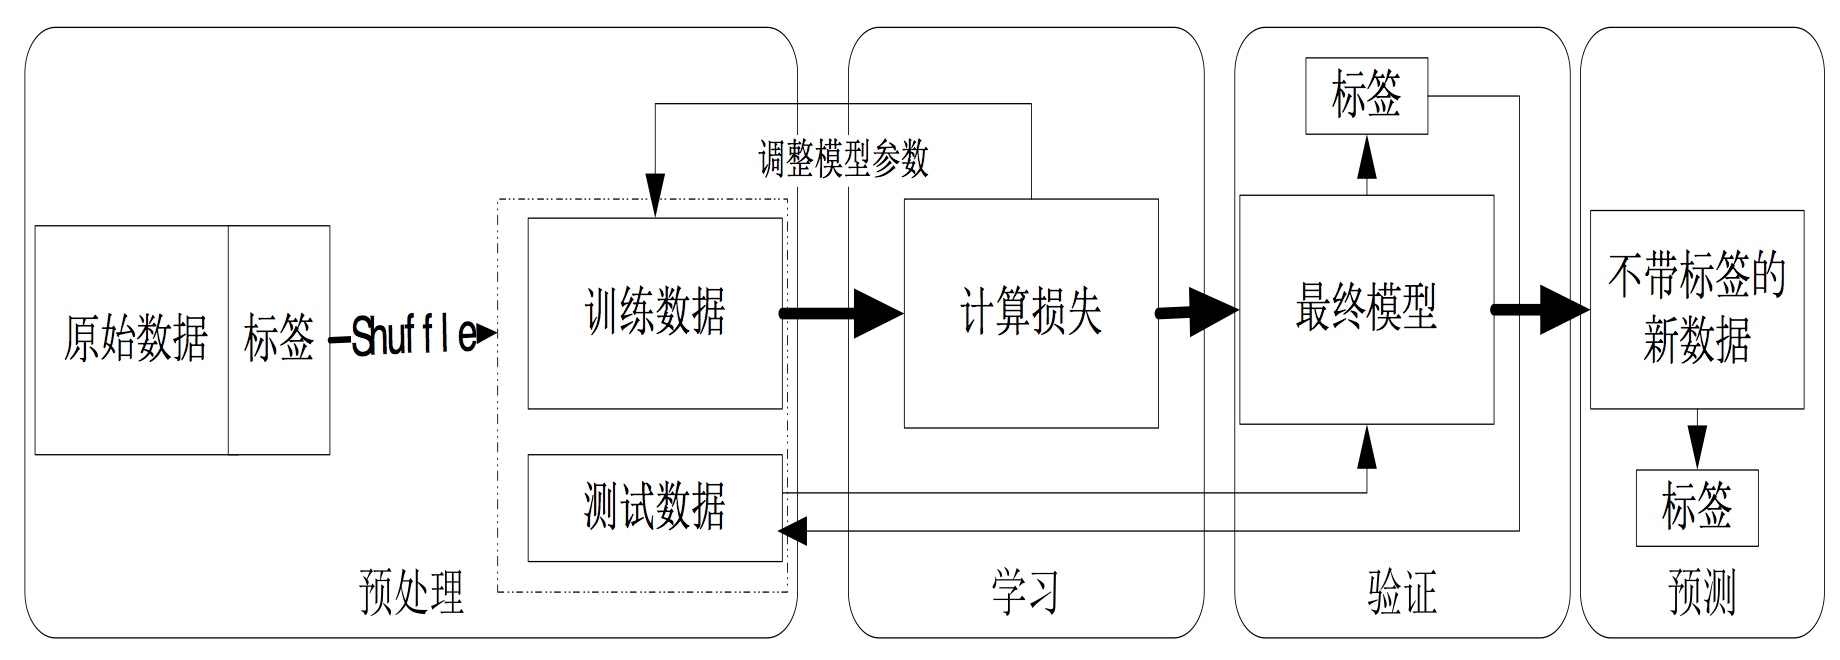 原始数据
标签
Shuffle
调整模型参数
训练数据
测试数据
预处理
计算损失
学习
标签
最终模型
验证
不带标签的
新数据
标签
预测